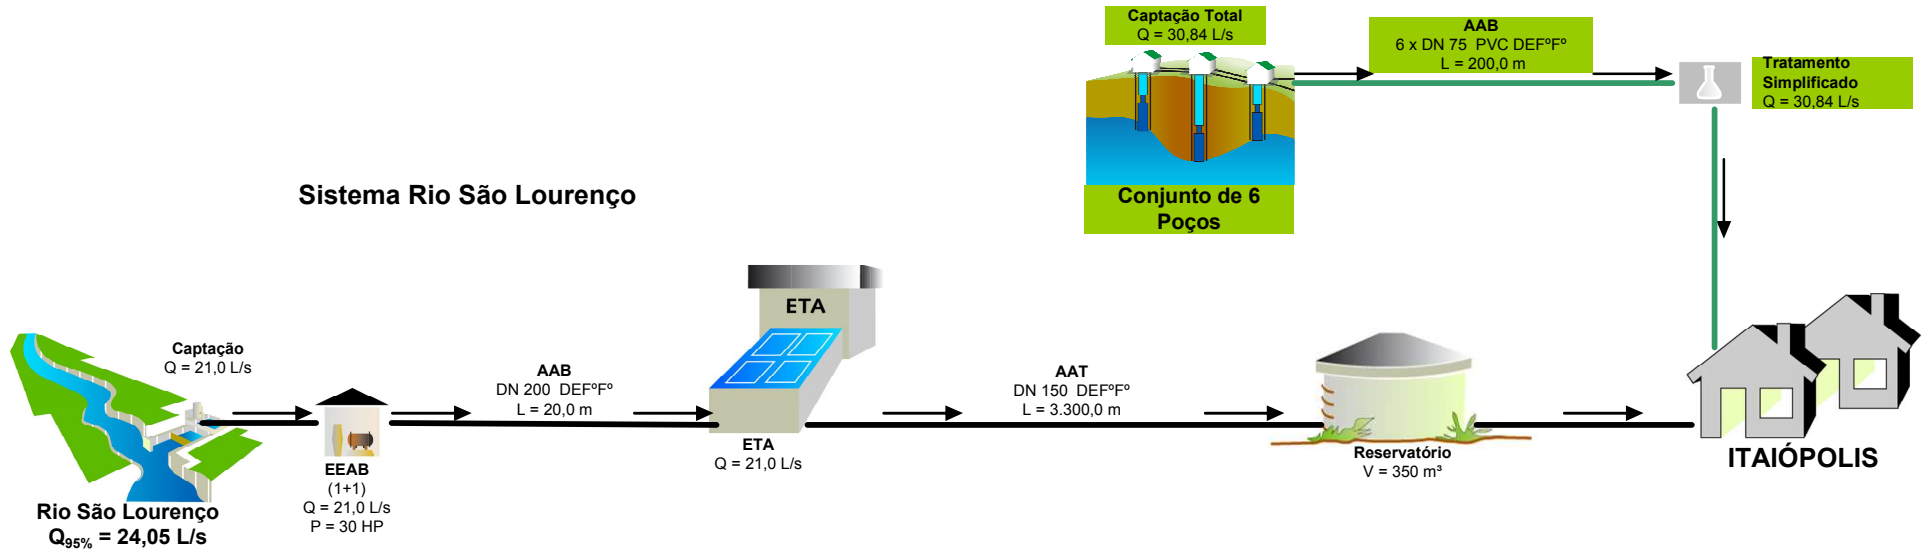 Captação Total
Q = 30,84 L/s
AAB
6 x DN 75 PVC DEFºFº
L = 200,0 m
Tratamento
Simplificado
Q = 30,84 L/s
Conjunto de 6
Poços
Sistema Rio São Lourenço
Captação
Q = 21,0 L/s
AAB
DN 200 DEFºFº
L = 20,0 m
ETA
AAT
DN 150 DEFºFº
L = 3.300,0 m
EEAB
(1+1)
Q = 21,0 L/s
P = 30 HP
ETA
Q = 21,0 L/s
Reservatório
V = 350 m³
ITAIÓPOLIS
Rio São Lourenço
Q95% = 24,05 L/s